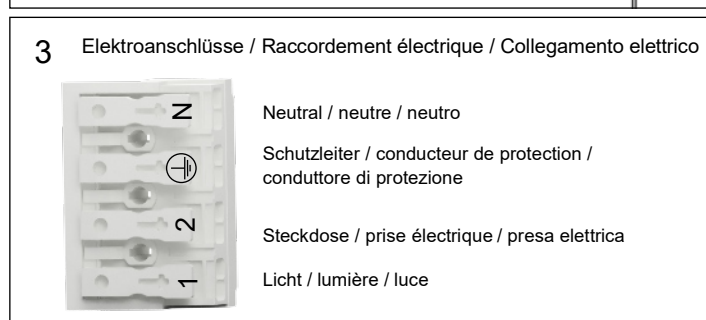 3 Elektroanschlüsse / Raccordement électrique / Collegamento elettrico
N Neutral / neutre / neutro
Schutzleiter / conducteur de protection /
conduttore di protezione
2 Steckdose / prise électrique / presa elettrica
1 Licht / lumière / luce